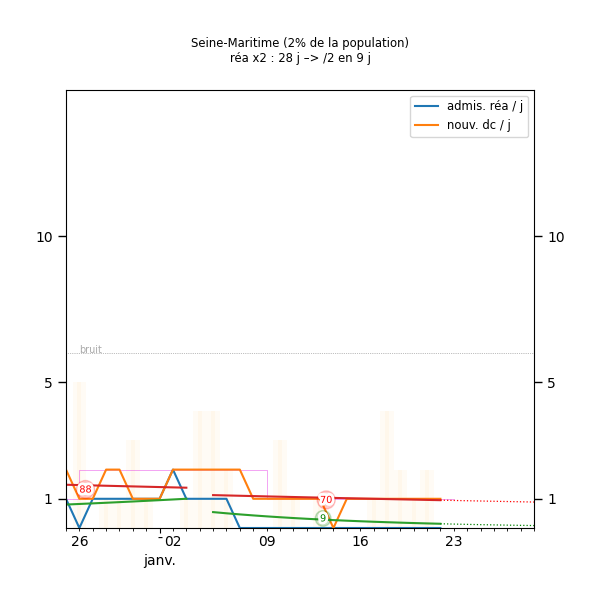 Seine-Maritime (2% de la population)
réa x2 : 28 j –> /2 en 9 j
admis. réa / j
nouv. dc / j
10 10
bruit
5 5
88
70
1 1
9
26 02 09 16 23
janv.